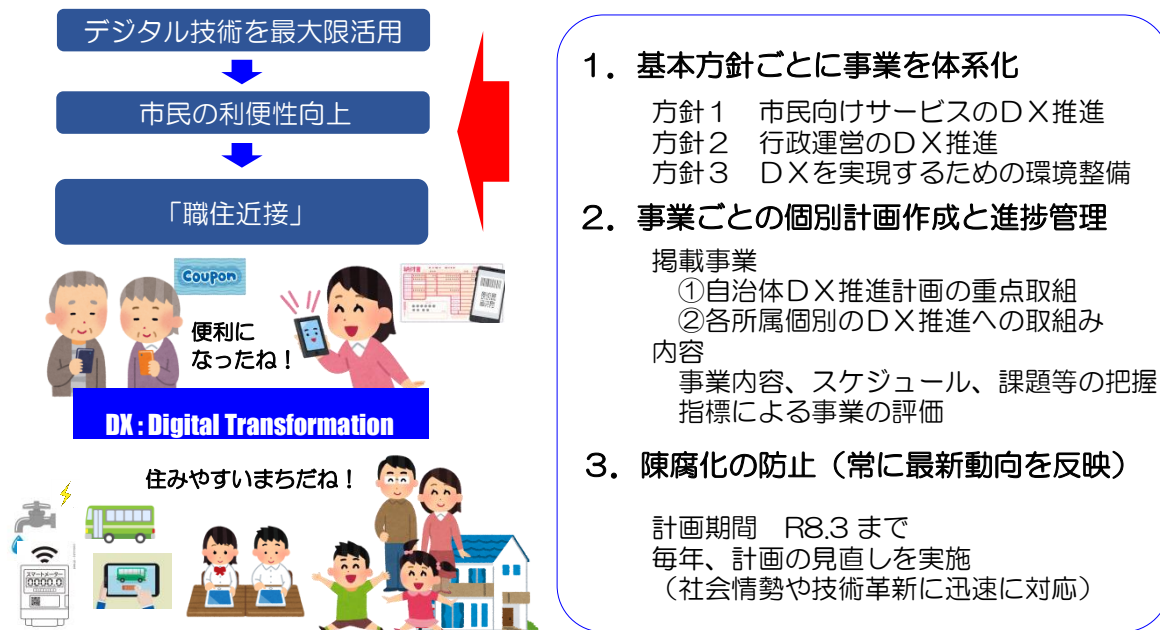 デジタル技術を最大限活用
市民の利便性向上
「職住近接」
Coupon
便利に
なったね！
DX : Digital Transformation
住みやすいまちだね！
スマートメーター
0000.0
１．基本方針ごとに事業を体系化
方針１　市民向けサービスのＤＸ推進
方針２　行政運営のＤＸ推進
方針３　ＤＸを実現するための環境整備
２．事業ごとの個別計画作成と進捗管理
掲載事業
①自治体ＤＸ推進計画の重点取組
②各所属個別のＤＸ推進への取組み
内容
事業内容、スケジュール、課題等の把握
指標による事業の評価
３．陳腐化の防止（常に最新動向を反映）
計画期間　R8.3 まで
毎年、計画の見直しを実施
（社会情勢や技術革新に迅速に対応）